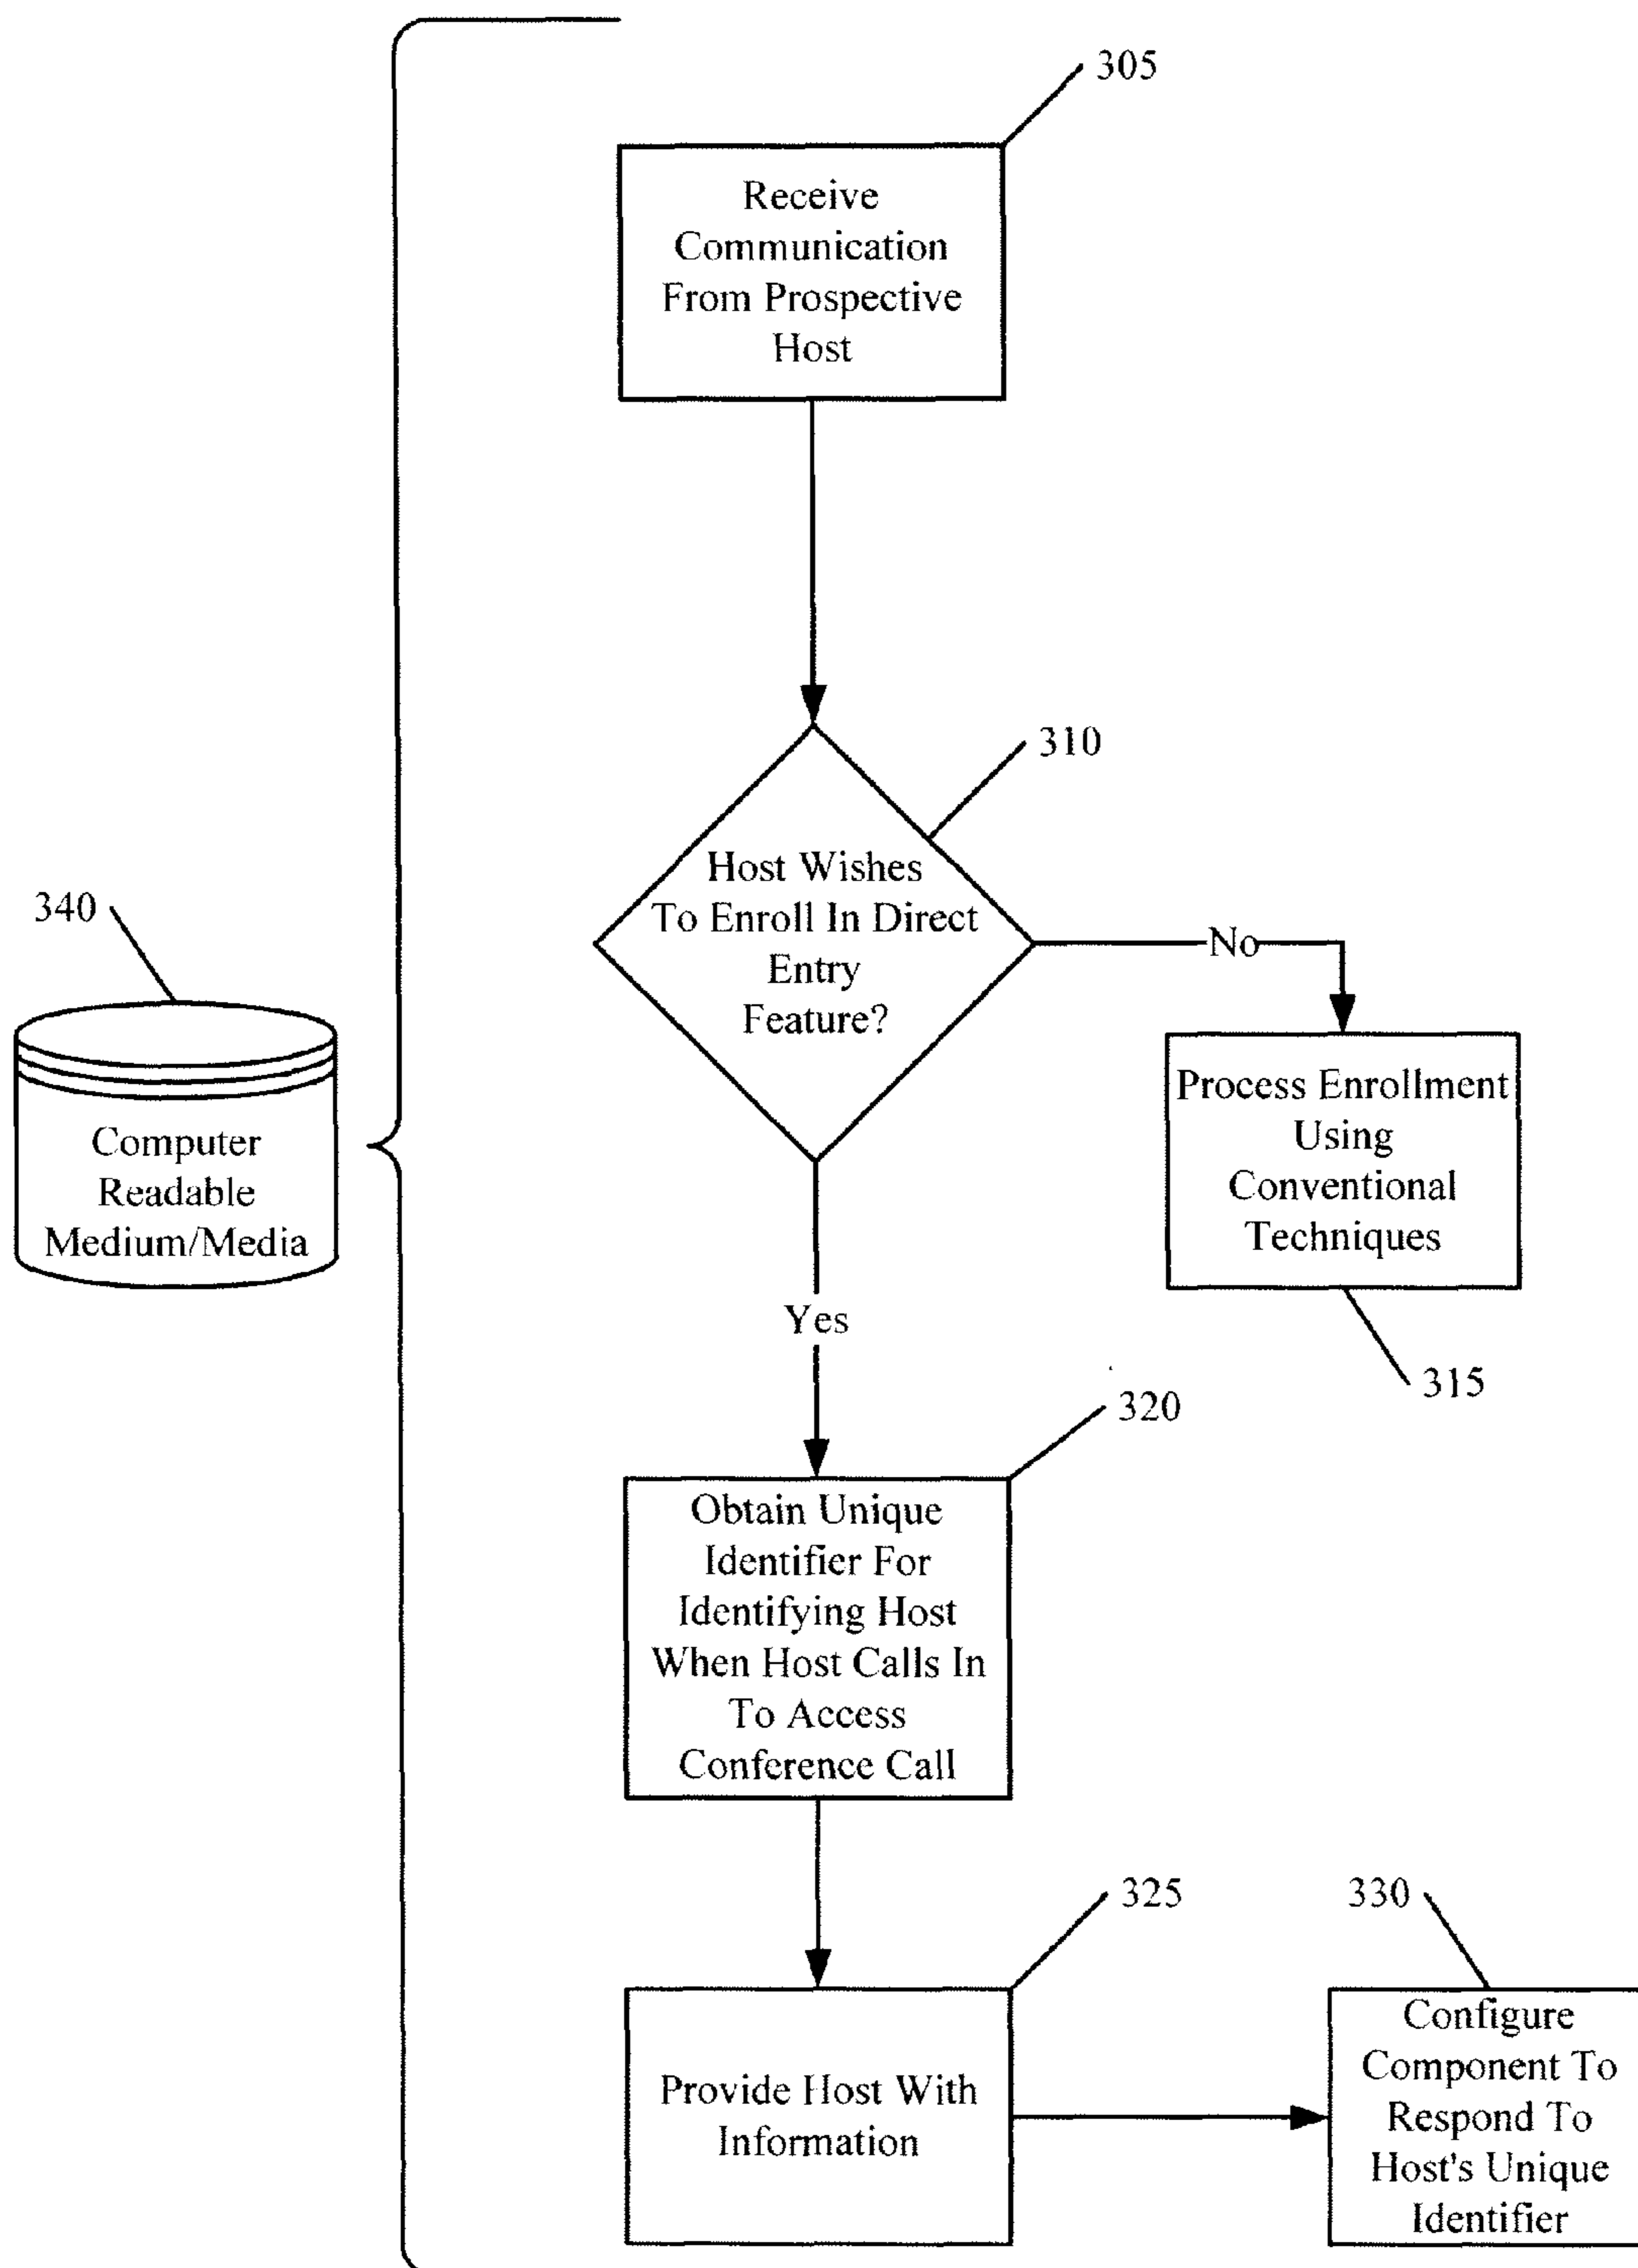 305
Receive
Communication
From Prospective
Host
310
Host Wishes
To Enroll In Direct
Entry
Feature?
No
340
Computer
Readable
Medium/Media
Process Enrollment
Using
Conventional
Techniques
315
Yes
320
Obtain Unique
Identifier For
Identifying Host
When Host Calls In
To Access
Conference Call
325
Provide Host With
Information
330
Configure
Component To
Respond To
Host's Unique
Identifier